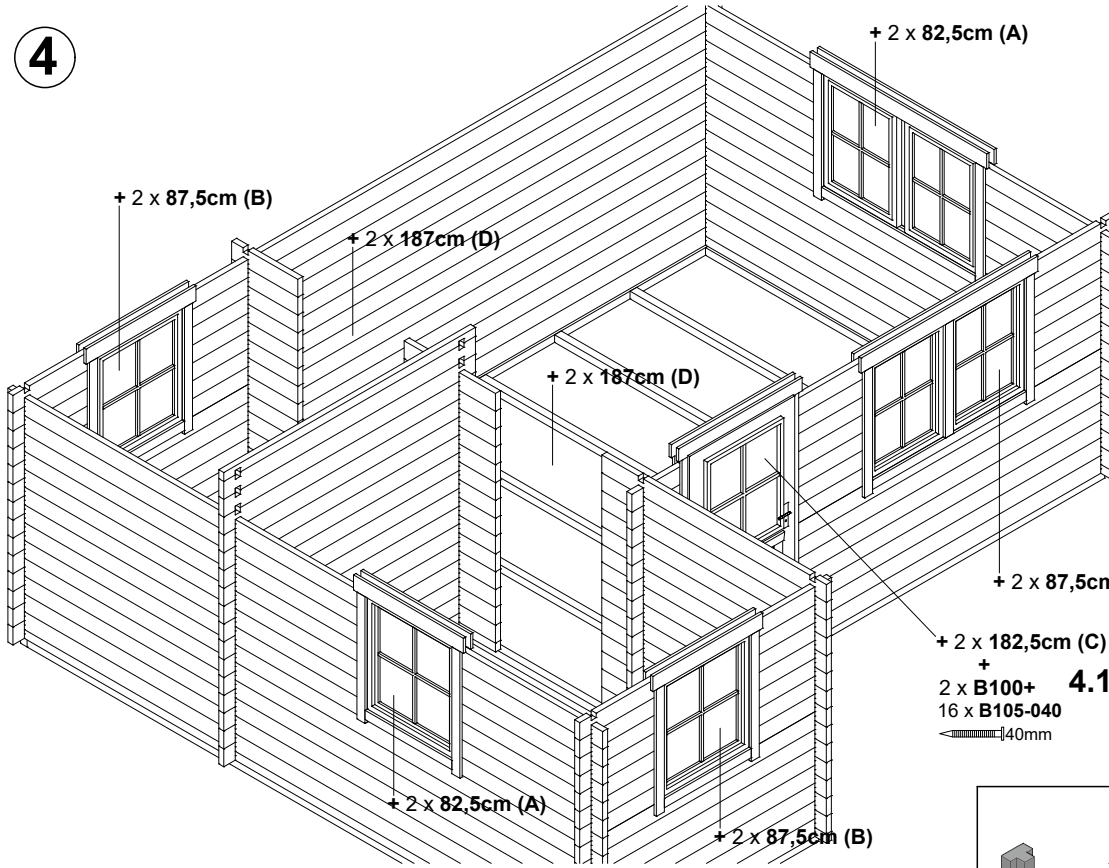 4
+ 2 x 82,5cm (A)
+ 2 x 87,5cm (B)
+ 2 x 187cm (D)
+ 2 x 187cm (D)
+ 2 x 87,5cm
+ 2 x 182,5cm (C)
+
2 x B100+ 4.1
16 x B105-040
40mm
+ 2 x 82,5cm (A)
+ 2 x 87,5cm (B)